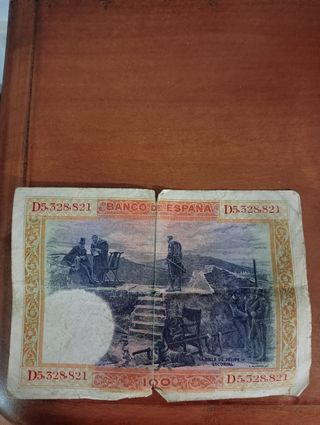 D5,328,821 BANCO DE ESPAÑA D5,328,821
LA SILLA DE FELIPE II
ESCORIAL
D5,328,821 100 D5,328,821